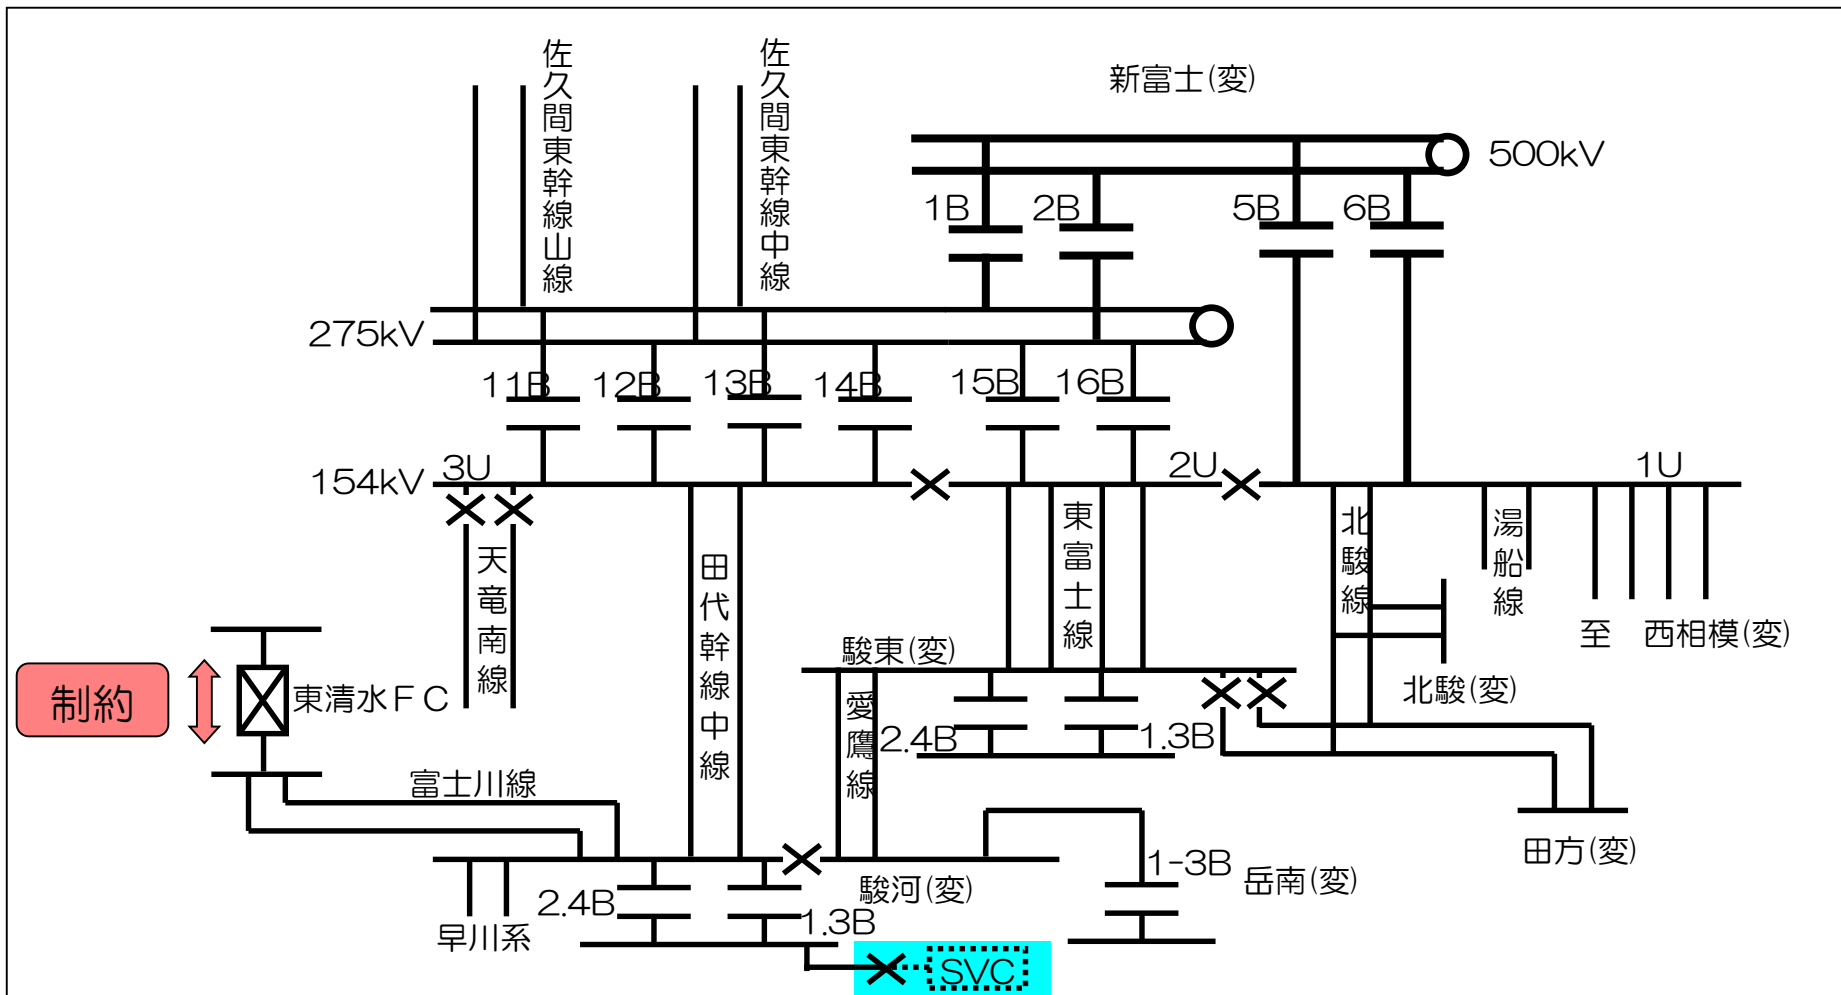 佐久間東幹線山線
佐久間東幹線中線
新富士(変)
500kV
1B
2B
5B
6B
275kV
11B
12B
13B
14B
15B
16B
154kV
3U
2U
1U
天竜南線
田代幹線中線
東富士線
北駿線
湯船線
至 西相模(変)
駿東(変)
北駿(変)
制約
東清水FC
愛鷹線
2.4B
1.3B
富士川線
田方(変)
駿河(変)
1-3B
岳南(変)
2.4B
1.3B
早川系
SVC